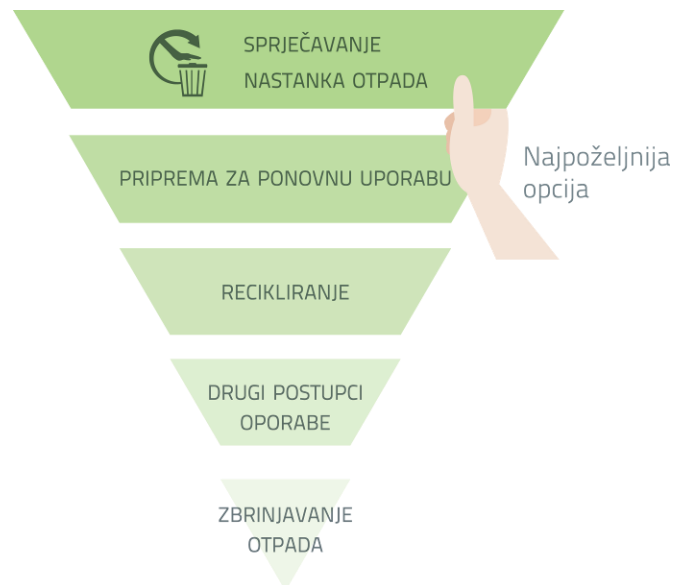 SPRJEČAVANJE
NASTANKA OTPADA
Najpoželjnija
opcija
PRIPREMA ZA PONOVNU UPORABU
RECIKLIRANJE
DRUGI POSTUPCI
OPORABE
ZBRINJAVANJE
OTPADA